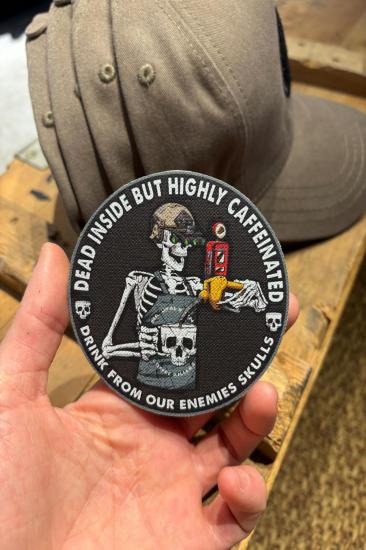 DEAD INSIDE BUT HIGHLY CAFFEINATED
DRINK FROM OUR ENEMIES SKULLS